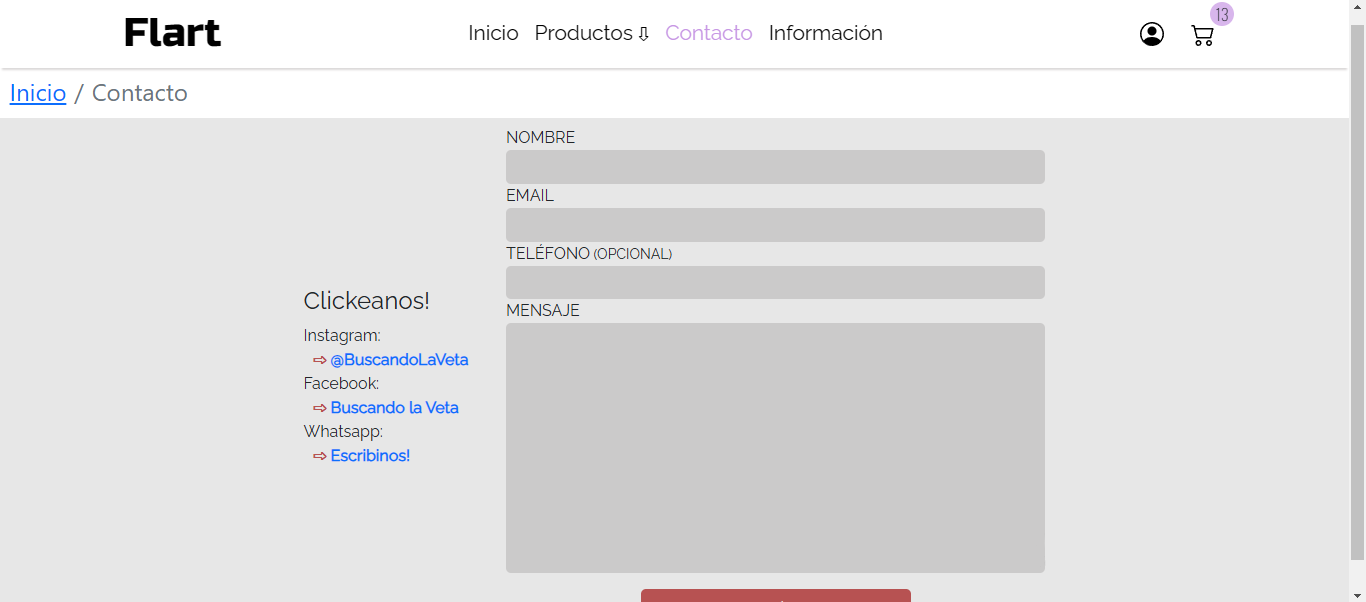 Flart
Inicio Productos ⇩ Contacto Información
13
Inicio / Contacto
NOMBRE
EMAIL
TELÉFONO (OPCIONAL)
MENSAJE
Clickeanos!
Instagram:
⇨ @BuscandoLaVeta
Facebook:
⇨ Buscando la Veta
Whatsapp:
⇨ Escribinos!